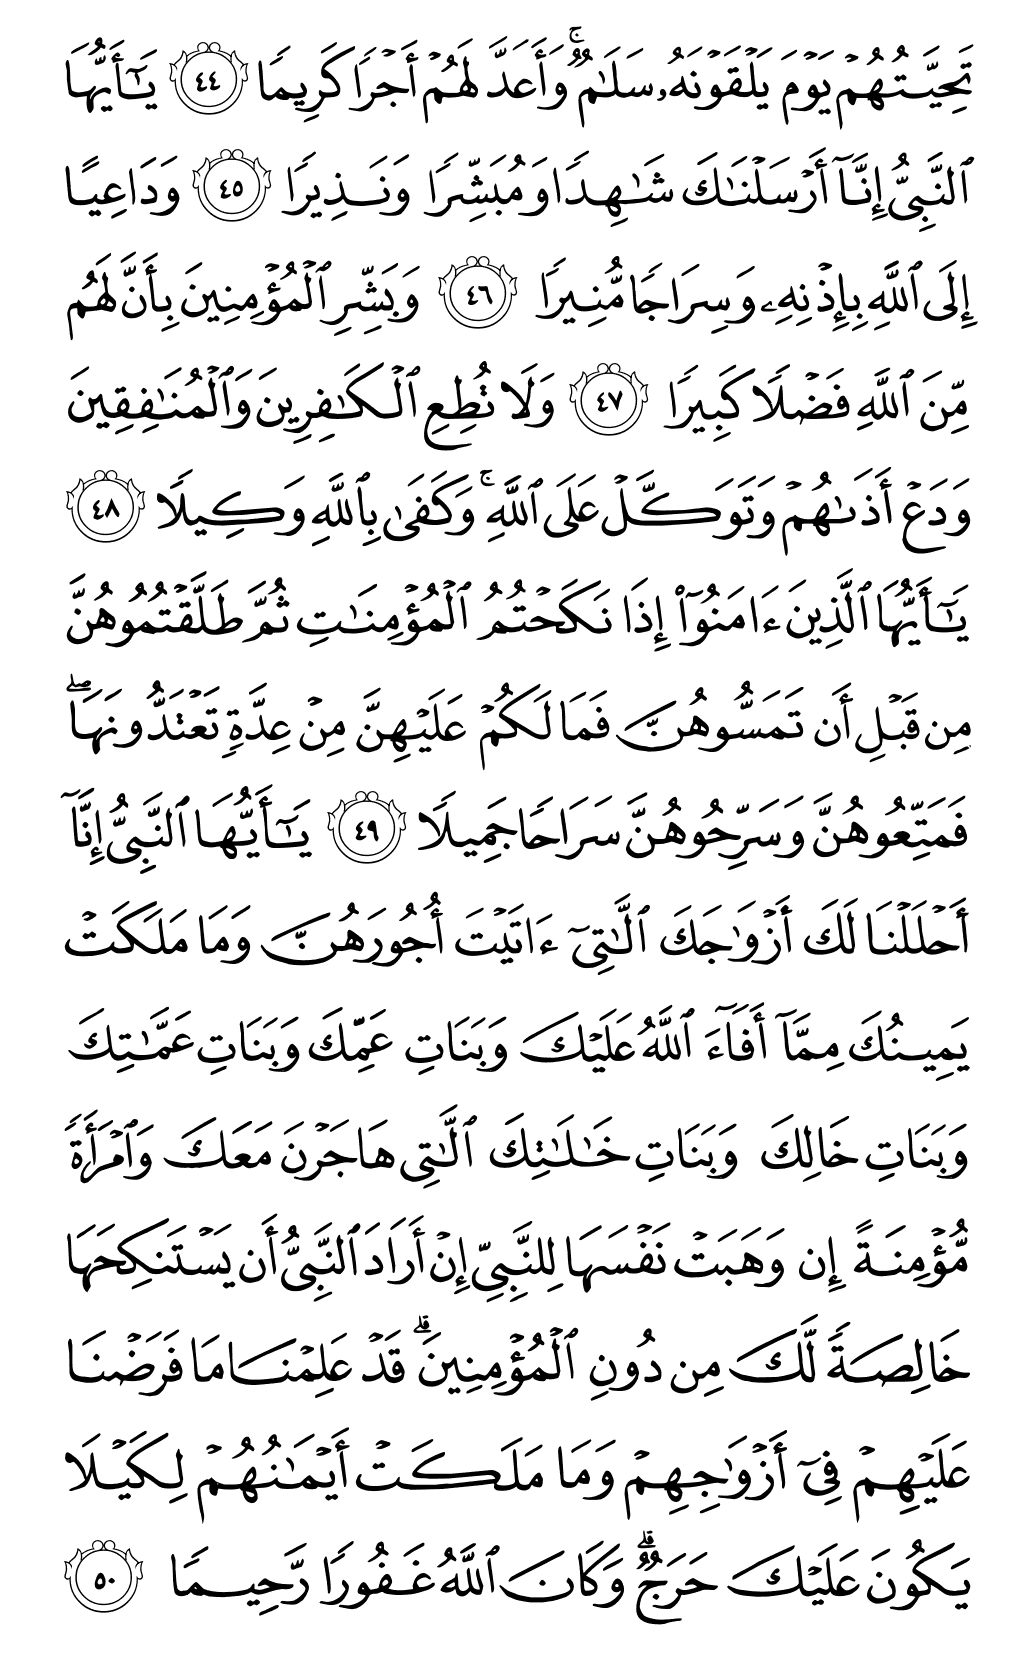 تَحِيَّتُهُمْ يَوْمَ يَلْقَوْنَهُۥ سَلَـٰمٌ ۚ وَأَعَدَّ لَهُمْ أَجْرًا كَرِيمًا ٤٤ يَـٰٓأَيُّهَا
ٱلنَّبِىُّ إِنَّآ أَرْسَلْنَـٰكَ شَـٰهِدًا وَمُبَشِّرًا وَنَذِيرًا ٤٥ وَدَاعِيًا
إِلَى ٱللَّهِ بِإِذْنِهِۦ وَسِرَاجًا مُّنِيرًا ٤٦ وَبَشِّرِ ٱلْمُؤْمِنِينَ بِأَنَّ لَهُم
مِّنَ ٱللَّهِ فَضْلًا كَبِيرًا ٤٧ وَلَا تُطِعِ ٱلْكَـٰفِرِينَ وَٱلْمُنَـٰفِقِينَ
وَدَعْ أَذَىٰهُمْ وَتَوَكَّلْ عَلَى ٱللَّهِ ۚ وَكَفَىٰ بِٱللَّهِ وَكِيلًا ٤٨
يَـٰٓأَيُّهَا ٱلَّذِينَ ءَامَنُوٓا۟ إِذَا نَكَحْتُمُ ٱلْمُؤْمِنَـٰتِ ثُمَّ طَلَّقْتُمُوهُنَّ
مِن قَبْلِ أَن تَمَسُّوهُنَّ فَمَا لَكُمْ عَلَيْهِنَّ مِنْ عِدَّةٍ تَعْتَدُّونَهَا ۖ
فَمَتِّعُوهُنَّ وَسَرِّحُوهُنَّ سَرَاحًا جَمِيلًا ٤٩ يَـٰٓأَيُّهَا ٱلنَّبِىُّ إِنَّآ
أَحْلَلْنَا لَكَ أَزْوَٰجَكَ ٱلَّـٰتِىٓ ءَاتَيْتَ أُجُورَهُنَّ وَمَا مَلَكَتْ
يَمِينُكَ مِمَّآ أَفَآءَ ٱللَّهُ عَلَيْكَ وَبَنَاتِ عَمِّكَ وَبَنَاتِ عَمَّـٰتِكَ
وَبَنَاتِ خَالِكَ وَبَنَاتِ خَـٰلَـٰتِكَ ٱلَّـٰتِى هَاجَرْنَ مَعَكَ وَٱمْرَأَةً
مُّؤْمِنَةً إِن وَهَبَتْ نَفْسَهَا لِلنَّبِىِّ إِنْ أَرَادَ ٱلنَّبِىُّ أَن يَسْتَنكِحَهَا
خَالِصَةً لَّكَ مِن دُونِ ٱلْمُؤْمِنِينَ ۗ قَدْ عَلِمْنَا مَا فَرَضْنَا
عَلَيْهِمْ فِىٓ أَزْوَٰجِهِمْ وَمَا مَلَكَتْ أَيْمَـٰنُهُمْ لِكَيْلَا
يَكُونَ عَلَيْكَ حَرَجٌ ۗ وَكَانَ ٱللَّهُ غَفُورًا رَّحِيمًا ٥٠